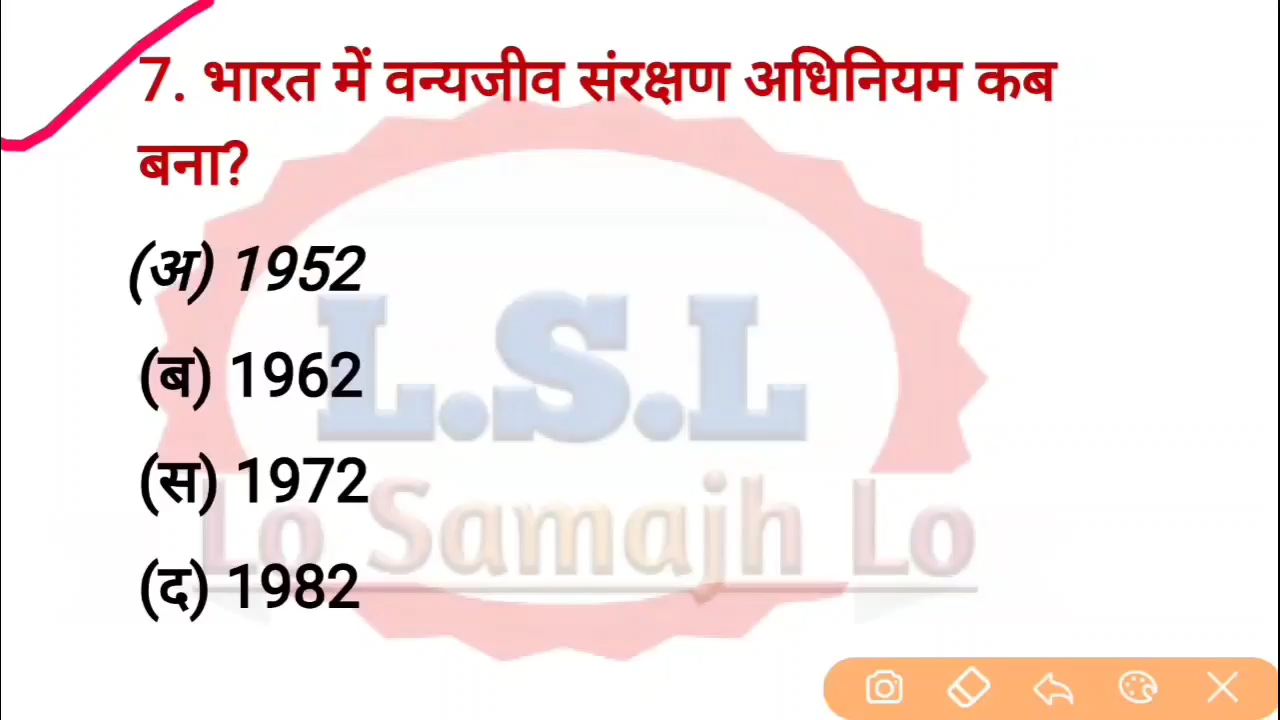 7. भारत में वन्यजीव संरक्षण अधिनियम कब
बना?
(अ) 1952
(ब) 1962
(स) 1972
(द) 1982
L.S.L
Lo Samajh Lo